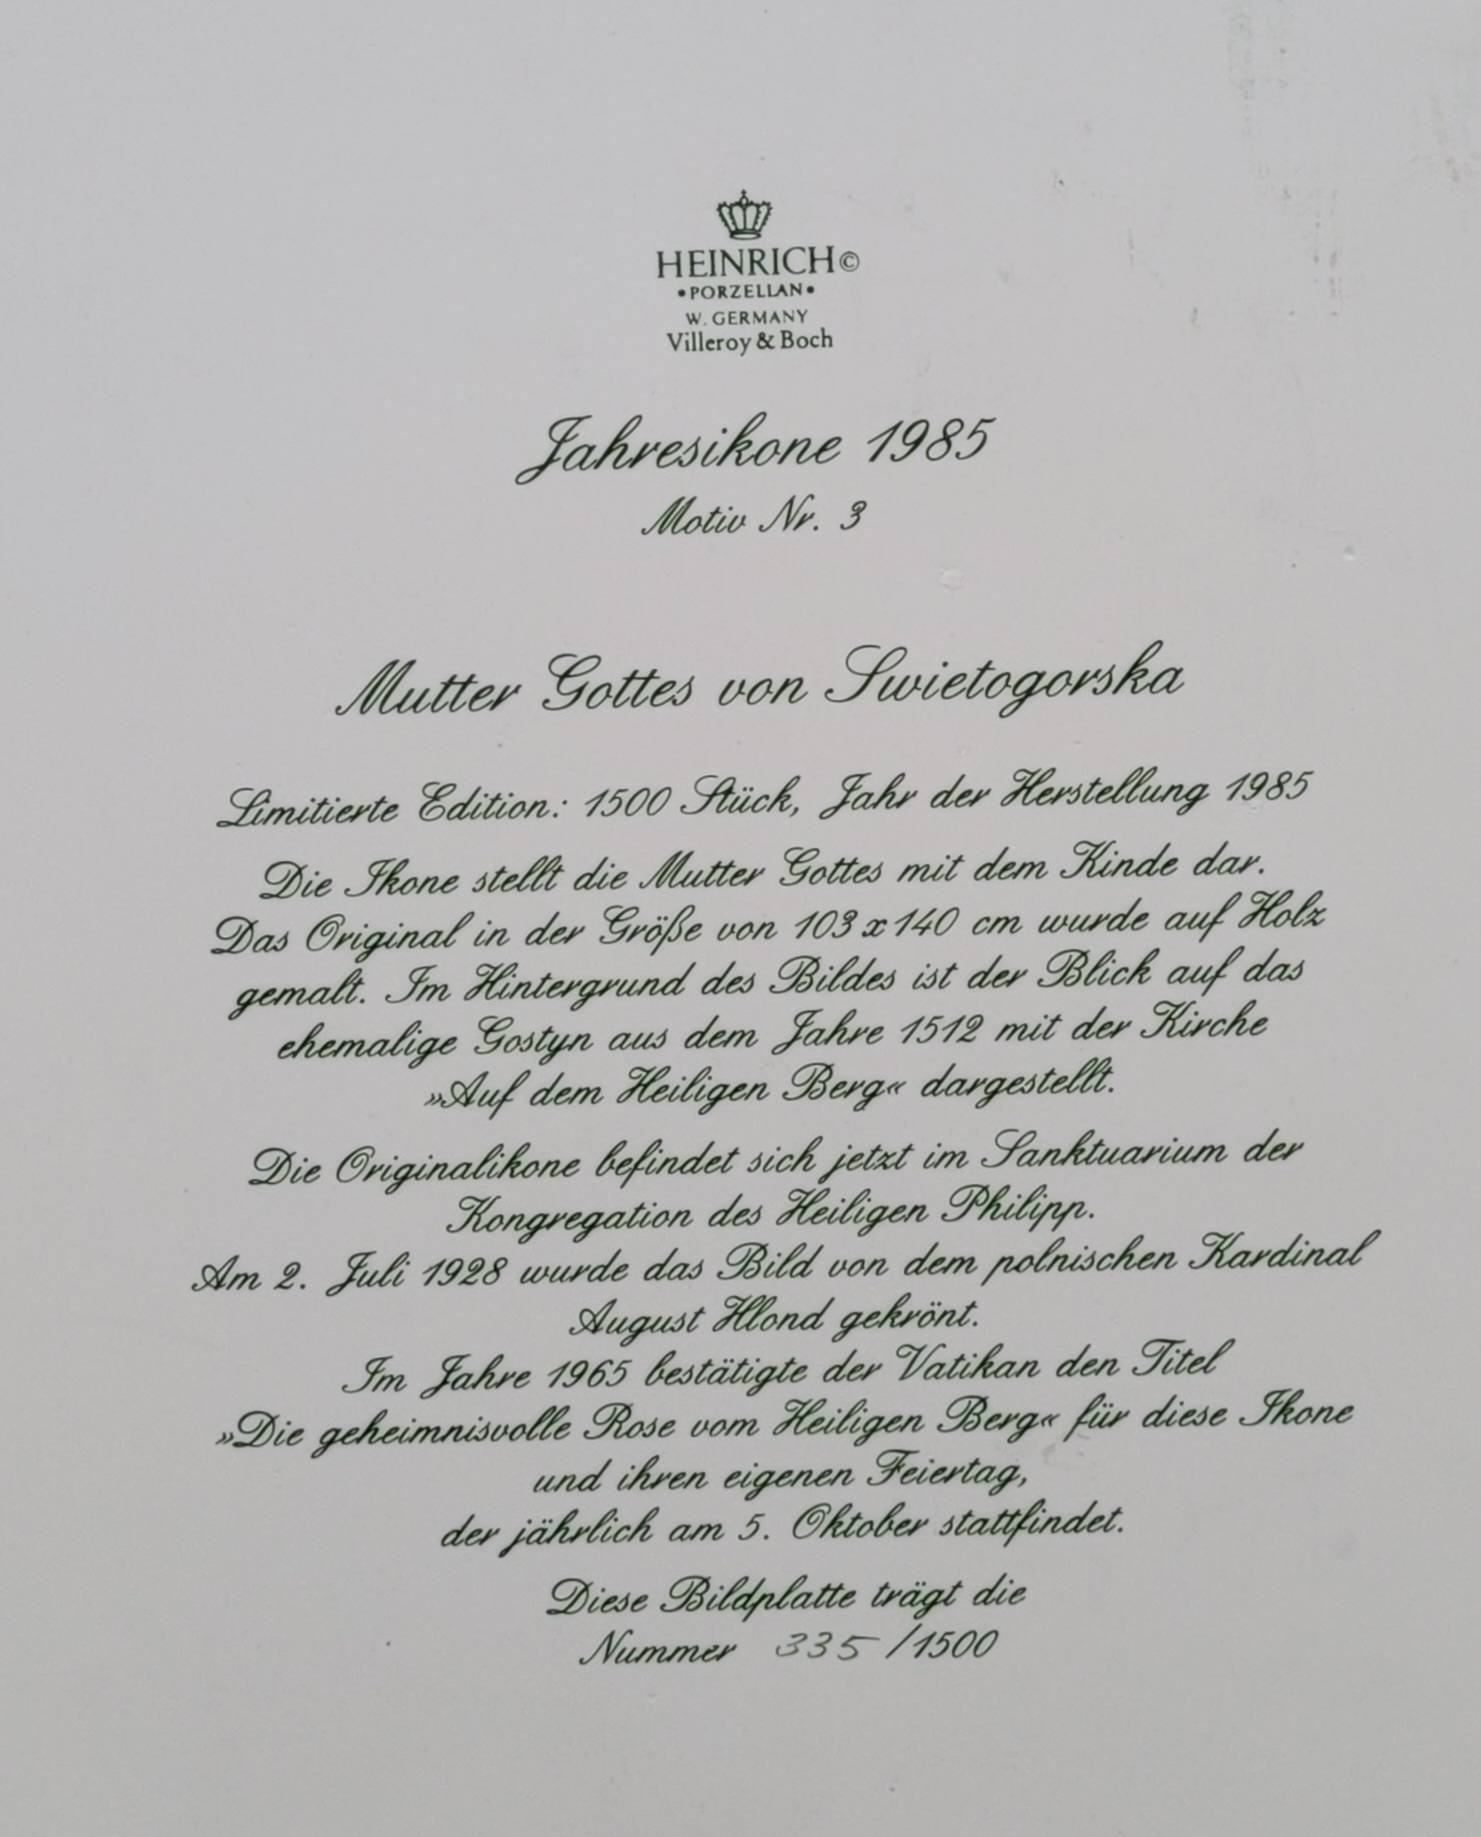 HEINRICH©
•PORZELLAN•
W. GERMANY
Villeroy & Boch
Jahresikone 1985
Motiv Nr. 3
Mutter Gottes von Swietogorska
Limitierte Edition: 1500 Stück, Jahr der Herstellung 1985
Die Ikone stellt die Mutter Gottes mit dem Kinde dar.
Das Original in der Größe von 103 x 140 cm wurde auf Holz
gemalt. Im Hintergrund des Bildes ist der Blick auf das
ehemalige Gostyn aus dem Jahre 1512 mit der Kirche
»Auf dem Heiligen Berg« dargestellt.
Die Originalikone befindet sich jetzt im Sanktuarium der
Kongregation des Heiligen Philipp.
Am 2. Juli 1928 wurde das Bild von dem polnischen Kardinal
August Hlond gekrönt.
Im Jahre 1965 bestätigte der Vatikan den Titel
»Die geheimnisvolle Rose vom Heiligen Berg« für diese Ikone
und ihren eigenen Feiertag,
der jährlich am 5. Oktober stattfindet.
Diese Bildplatte trägt die
Nummer 335 /1500